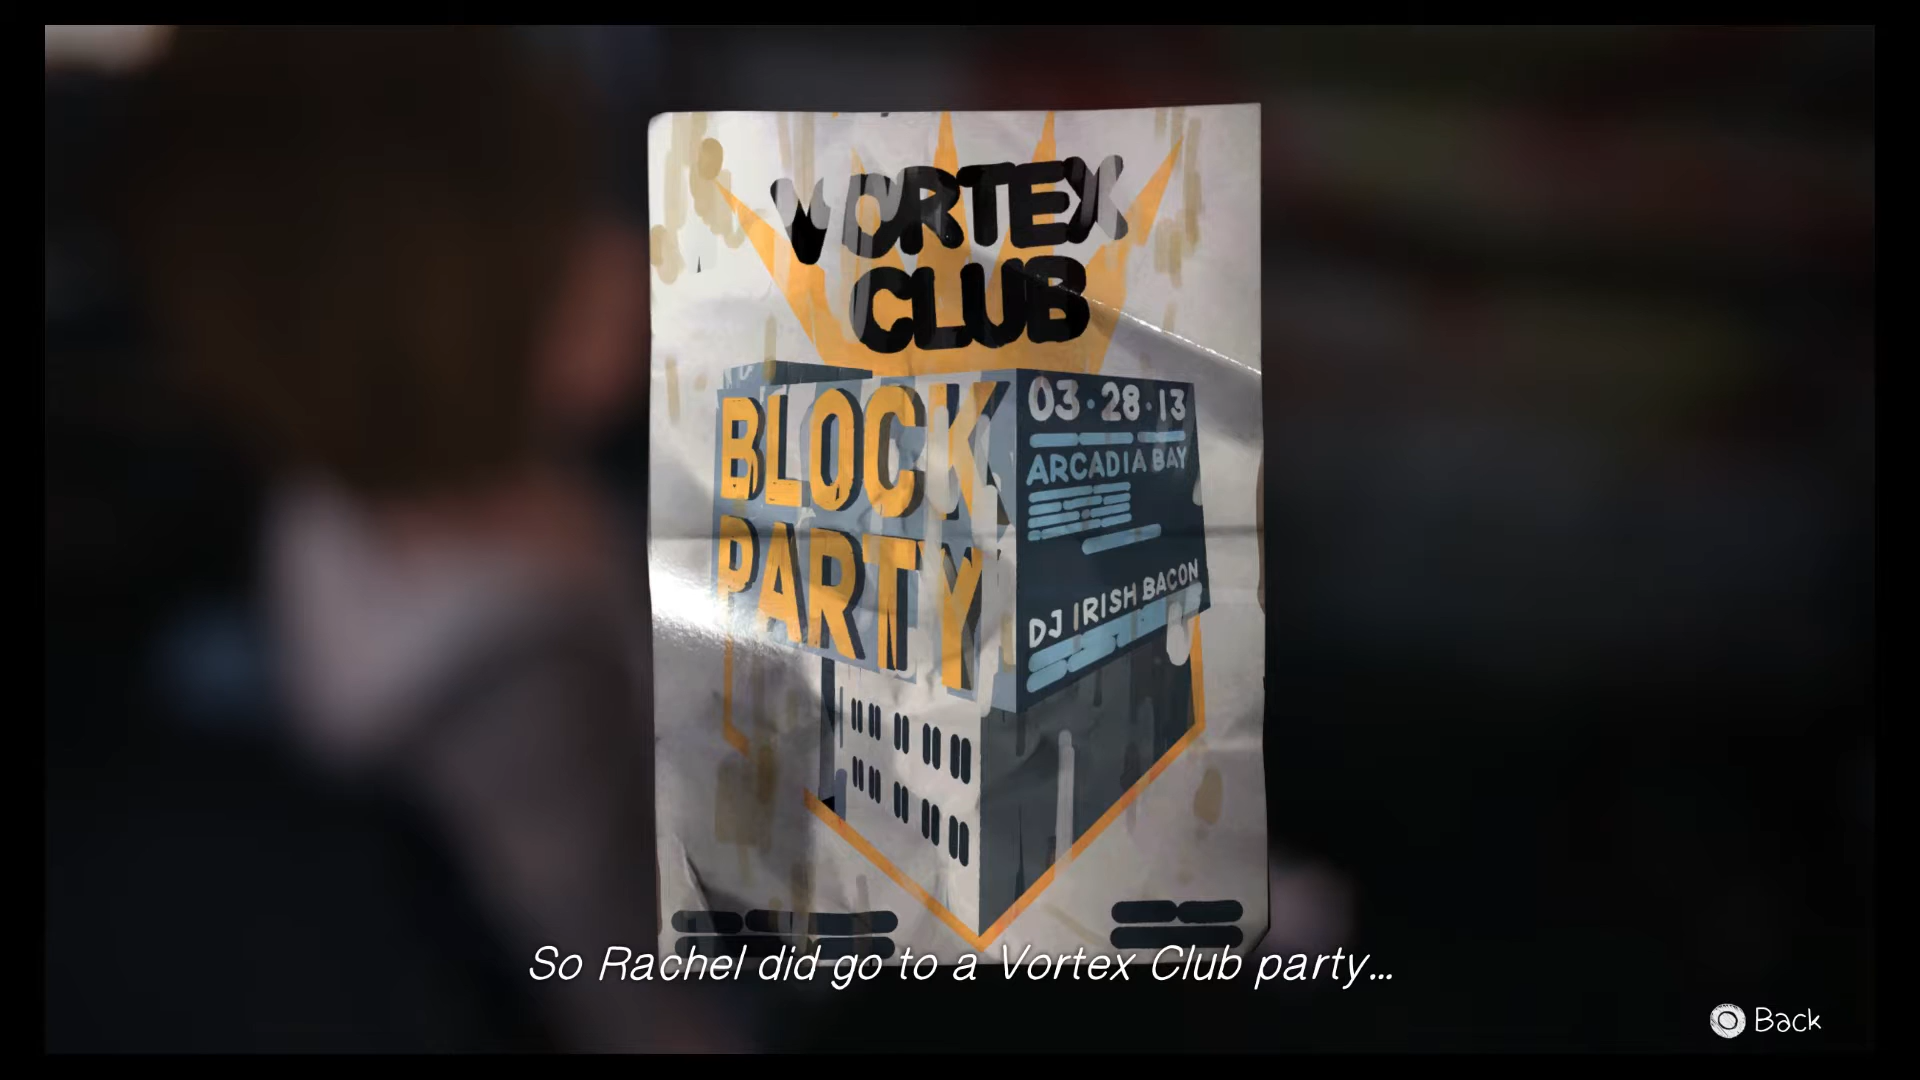 VORTEX
CLUB
BLOCK
PARTY
03·28·13
ARCADIA BAY
DJ IRISH BACON
So Rachel did go to a Vortex Club party...
Back